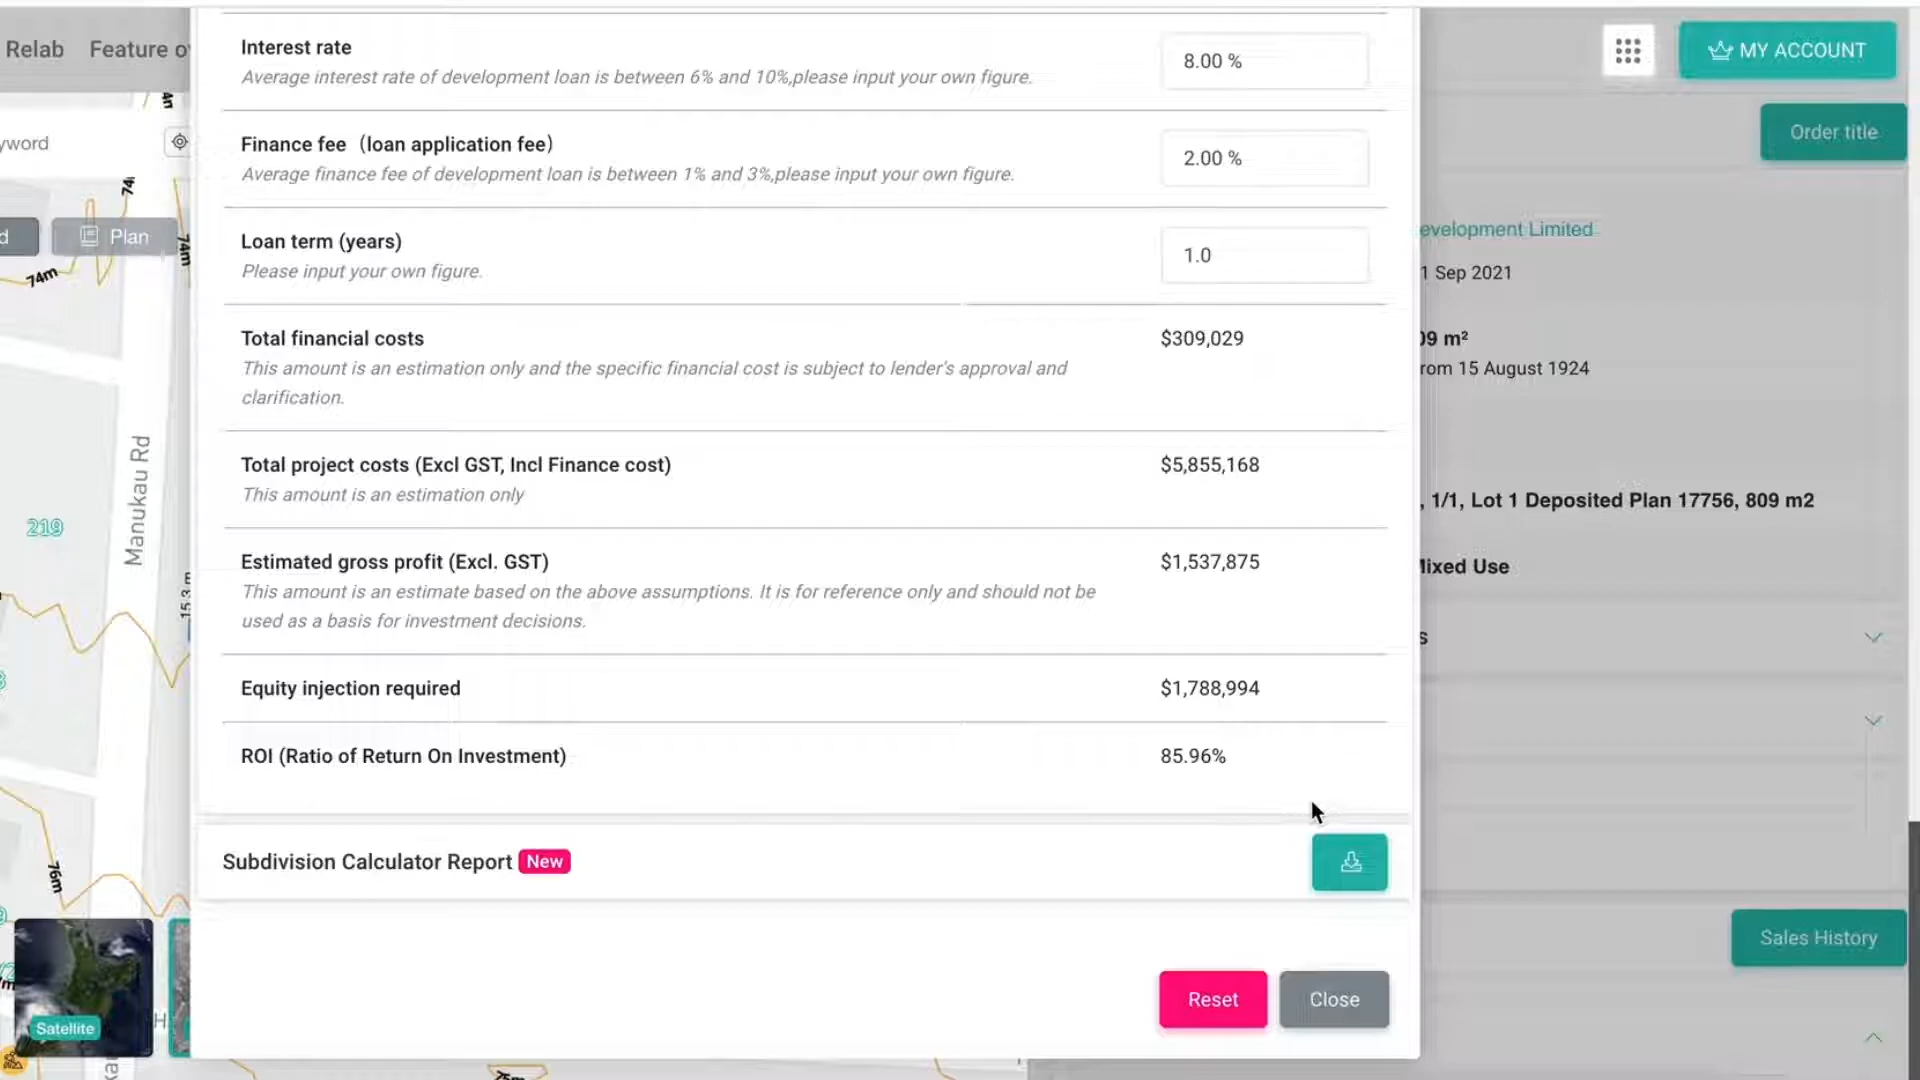 Relab Feature o
MY ACCOUNT
Order title
yword
Plan
74m
74m
Manukau Rd
219
15.3 m
76m
Satellite
Interest rate
Average interest rate of development loan is between 6% and 10%,please input your own figure.
8.00 %
Finance fee（loan application fee）
Average finance fee of development loan is between 1% and 3%,please input your own figure.
2.00 %
Loan term (years)
Please input your own figure.
1.0
Total financial costs
$309,029
This amount is an estimation only and the specific financial cost is subject to lender's approval and
clarification.
Total project costs (Excl GST, Incl Finance cost)
$5,855,168
This amount is an estimation only
Estimated gross profit (Excl. GST)
$1,537,875
This amount is an estimate based on the above assumptions. It is for reference only and should not be
used as a basis for investment decisions.
Equity injection required
$1,788,994
ROI (Ratio of Return On Investment)
85.96%
Subdivision Calculator Report New
Reset
Close
evelopment Limited
1 Sep 2021
09 m²
rom 15 August 1924
, 1/1, Lot 1 Deposited Plan 17756, 809 m2
Mixed Use
s
Sales History